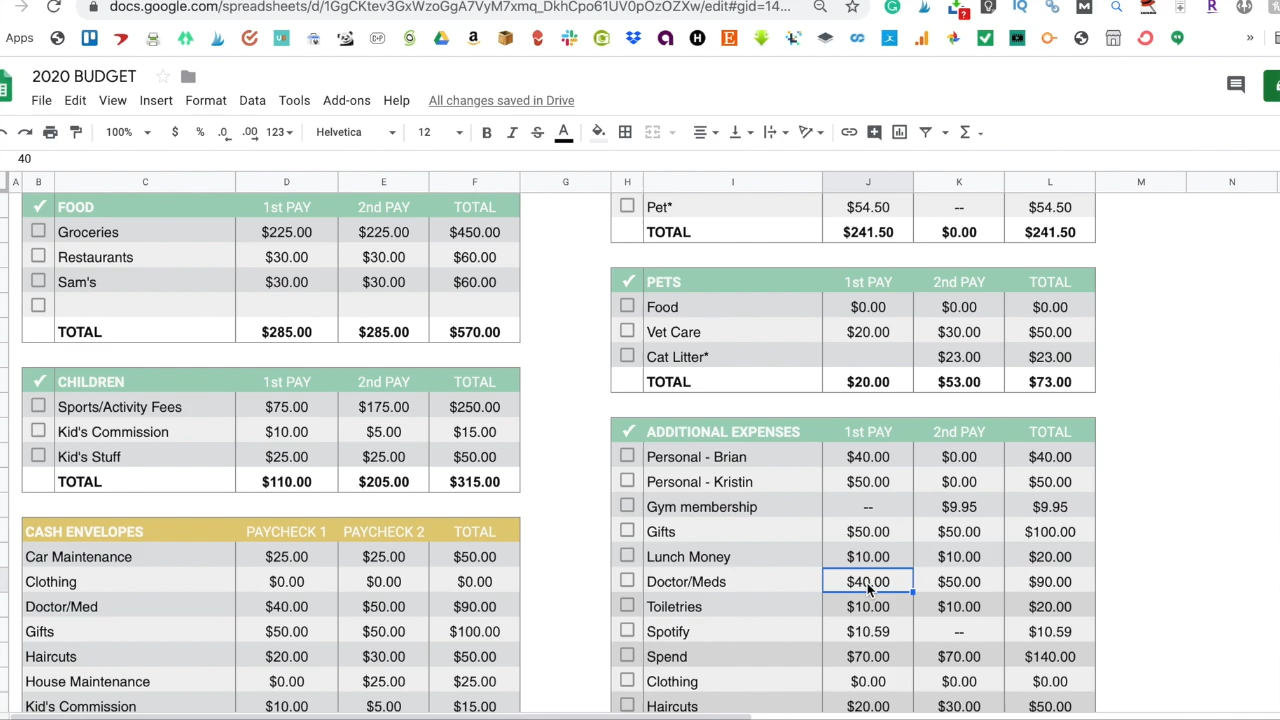 docs.google.com/spreadsheets/d/1GgCKtev3GxWzoGgA7VyM7xmq_DkhCpo61UV0pOzOZXw/edit#gid=14...
Apps
2020 BUDGET
File Edit View Insert Format Data Tools Add-ons Help All changes saved in Drive
100% $ % .0 .00 123 Helvetica 12 B I S A
40
A B C D E F G H I J K L M N
✓ FOOD 1st PAY 2nd PAY TOTAL
Groceries $225.00 $225.00 $450.00
Restaurants $30.00 $30.00 $60.00
Sam's $30.00 $30.00 $60.00
TOTAL $285.00 $285.00 $570.00
✓ CHILDREN 1st PAY 2nd PAY TOTAL
Sports/Activity Fees $75.00 $175.00 $250.00
Kid's Commission $10.00 $5.00 $15.00
Kid's Stuff $25.00 $25.00 $50.00
TOTAL $110.00 $205.00 $315.00
CASH ENVELOPES PAYCHECK 1 PAYCHECK 2 TOTAL
Car Maintenance $25.00 $25.00 $50.00
Clothing $0.00 $0.00 $0.00
Doctor/Med $40.00 $50.00 $90.00
Gifts $50.00 $50.00 $100.00
Haircuts $20.00 $30.00 $50.00
House Maintenance $0.00 $25.00 $25.00
Kid's Commission $10.00 $5.00 $15.00
Pet* $54.50 -- $54.50
TOTAL $241.50 $0.00 $241.50
✓ PETS 1st PAY 2nd PAY TOTAL
Food $0.00 $0.00 $0.00
Vet Care $20.00 $30.00 $50.00
Cat Litter* $23.00 $23.00
TOTAL $20.00 $53.00 $73.00
✓ ADDITIONAL EXPENSES 1st PAY 2nd PAY TOTAL
Personal - Brian $40.00 $0.00 $40.00
Personal - Kristin $50.00 $0.00 $50.00
Gym membership -- $9.95 $9.95
Gifts $50.00 $50.00 $100.00
Lunch Money $10.00 $10.00 $20.00
Doctor/Meds $40.00 $50.00 $90.00
Toiletries $10.00 $10.00 $20.00
Spotify $10.59 -- $10.59
Spend $70.00 $70.00 $140.00
Clothing $0.00 $0.00 $0.00
Haircuts $20.00 $30.00 $50.00